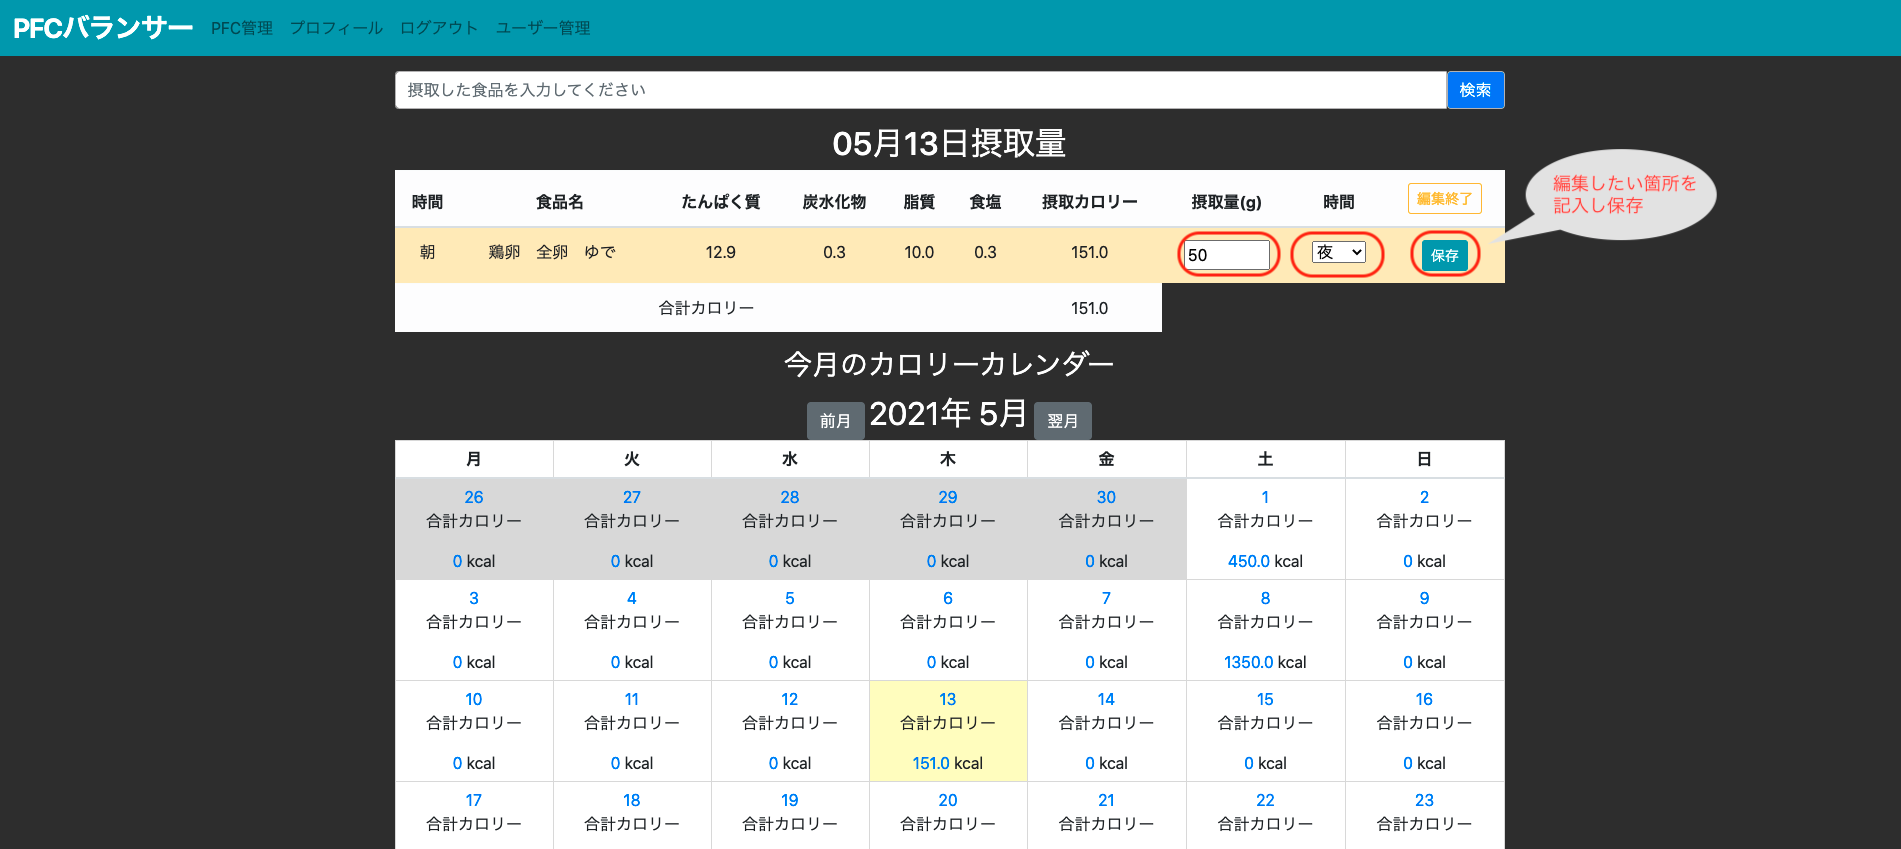 PFCバランサー PFC管理 プロフィール ログアウト ユーザー管理
摂取した食品を入力してください 検索
05月13日摂取量
時間 食品名 たんぱく質 炭水化物 脂質 食塩 摂取カロリー 摂取量(g) 時間 編集終了
朝 鶏卵　全卵　ゆで 12.9 0.3 10.0 0.3 151.0 50 夜 保存
編集したい箇所を
記入し保存
合計カロリー 151.0
今月のカロリーカレンダー
前月 2021年 5月 翌月
月 火 水 木 金 土 日
26 27 28 29 30 1 2
合計カロリー 合計カロリー 合計カロリー 合計カロリー 合計カロリー 合計カロリー 合計カロリー
0 kcal 0 kcal 0 kcal 0 kcal 0 kcal 450.0 kcal 0 kcal
3 4 5 6 7 8 9
合計カロリー 合計カロリー 合計カロリー 合計カロリー 合計カロリー 合計カロリー 合計カロリー
0 kcal 0 kcal 0 kcal 0 kcal 0 kcal 1350.0 kcal 0 kcal
10 11 12 13 14 15 16
合計カロリー 合計カロリー 合計カロリー 合計カロリー 合計カロリー 合計カロリー 合計カロリー
0 kcal 0 kcal 0 kcal 151.0 kcal 0 kcal 0 kcal 0 kcal
17 18 19 20 21 22 23
合計カロリー 合計カロリー 合計カロリー 合計カロリー 合計カロリー 合計カロリー 合計カロリー